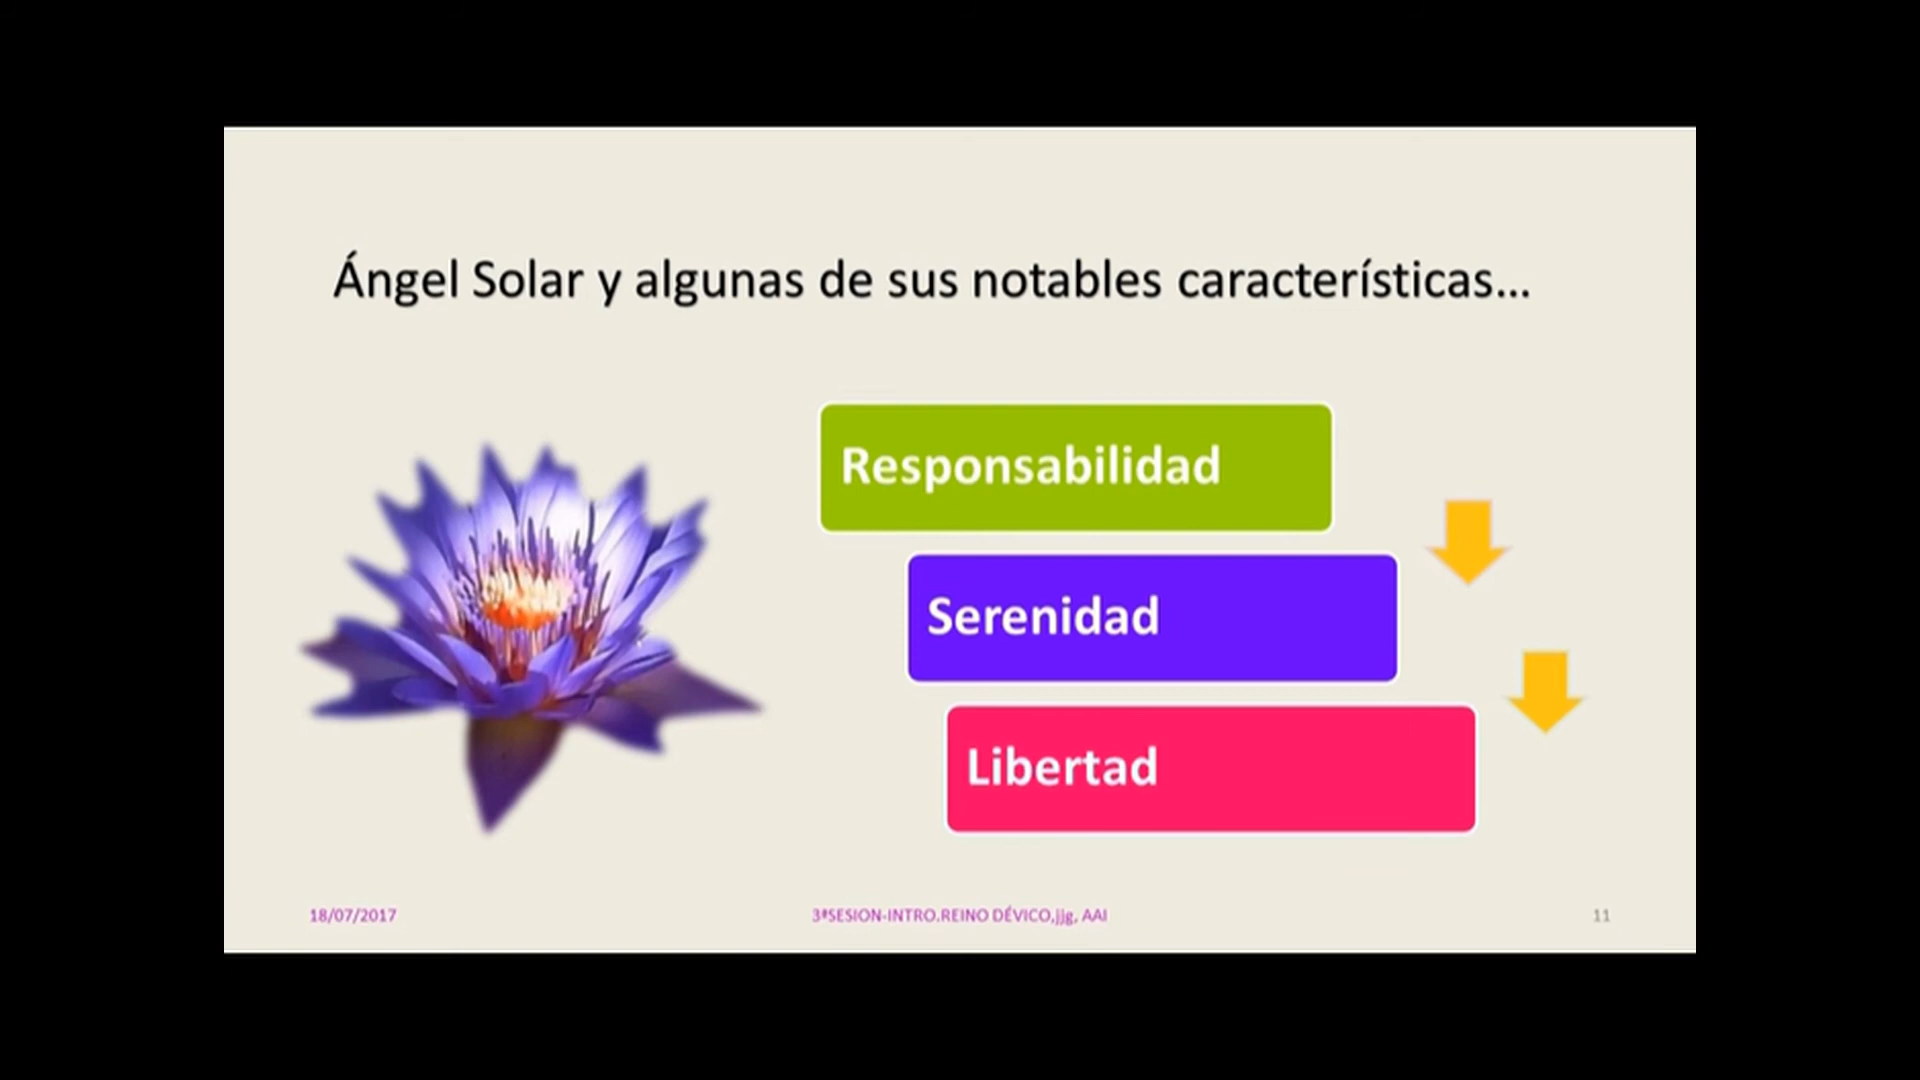 Ángel Solar y algunas de sus notables características...
Responsabilidad
Serenidad
Libertad
18/07/2017
3ªSESION-INTRO.REINO DÉVICO,jjg, AAI
11